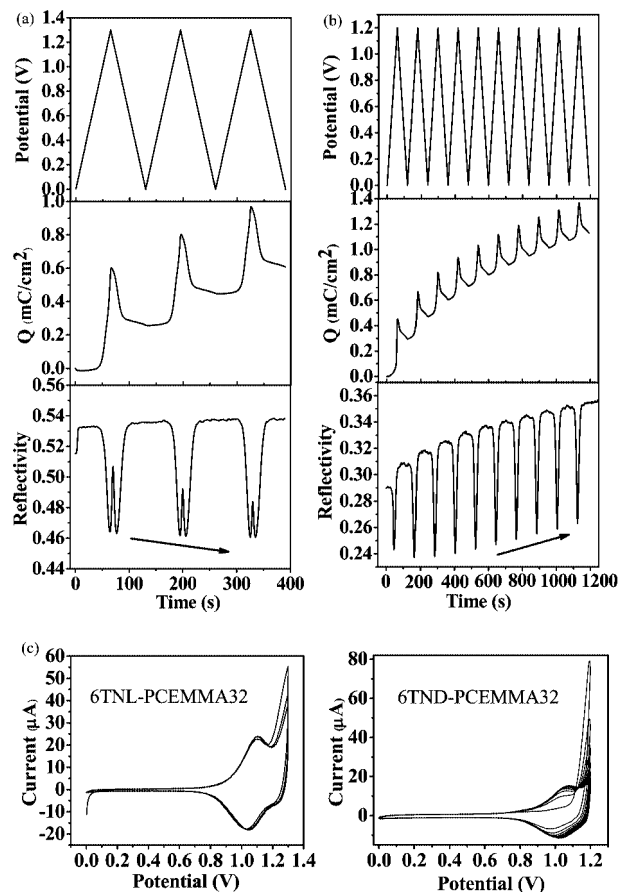 (a)
1.4
1.2
1.0
0.8
0.6
0.4
0.2
0.0
Potential (V)
1.0
0.8
0.6
0.4
0.2
0.0
Q (mC/cm²)
0.56
0.54
0.52
0.50
0.48
0.46
0.44
Reflectivity
0 100 200 300 400
Time (s)
(b)
1.2
1.0
0.8
0.6
0.4
0.2
0.0
Potential (V)
1.4
1.2
1.0
0.8
0.6
0.4
0.2
0.0
Q (mC/cm²)
0.36
0.34
0.32
0.30
0.28
0.26
0.24
Reflectivity
0 200 400 600 800 1000 1200
Time (s)
(c)
60
50
40
30
20
10
0
-10
-20
Current (μA)
6TNL-PCEMMA32
0.0 0.2 0.4 0.6 0.8 1.0 1.2 1.4
Potential (V)
80
60
40
20
0
Current (μA)
6TND-PCEMMA32
0.0 0.2 0.4 0.6 0.8 1.0 1.2
Potential (V)